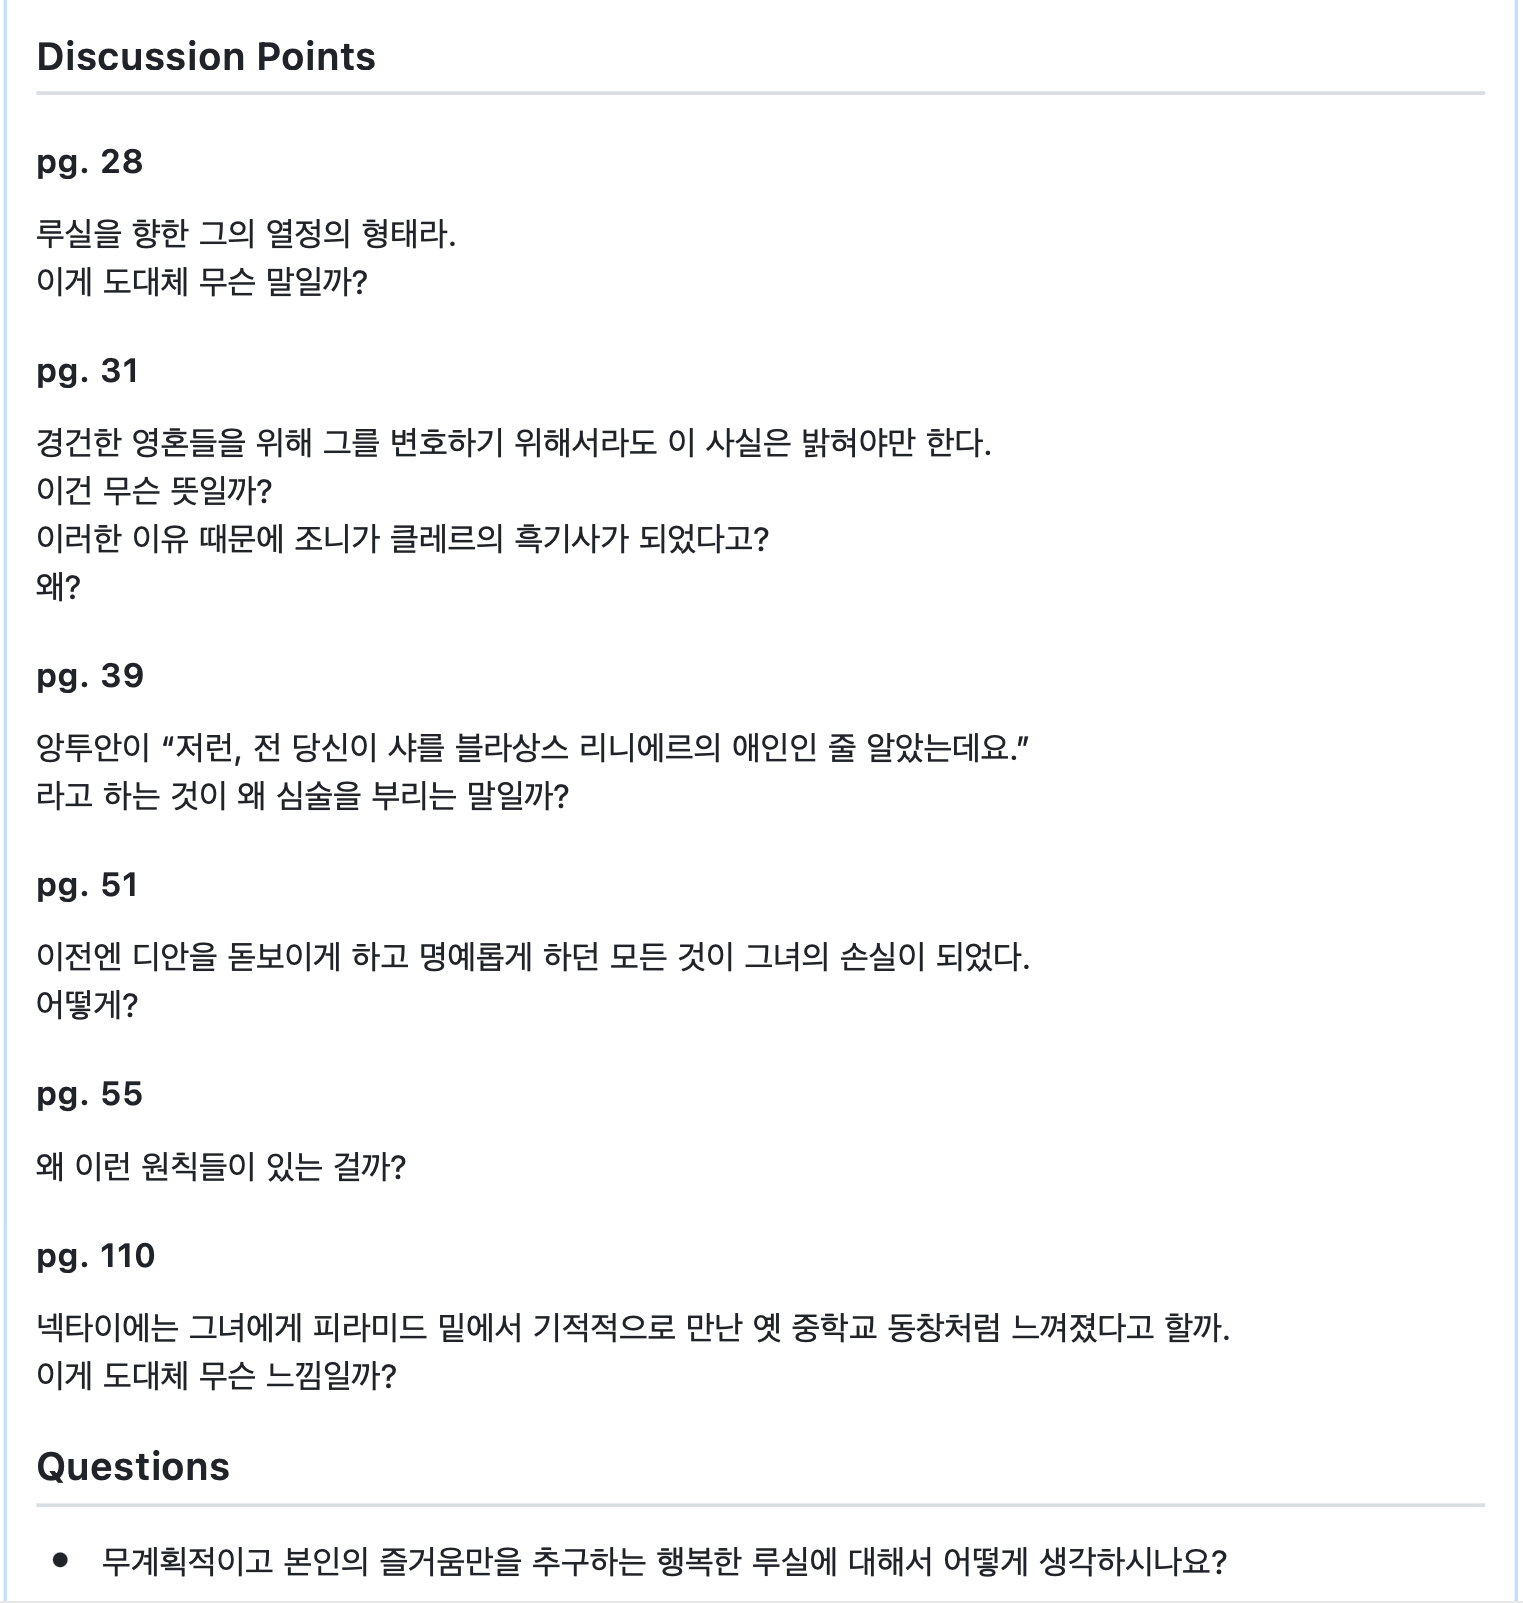 Discussion Points
pg. 28
루실을 향한 그의 열정의 형태라.
이게 도대체 무슨 말일까?
pg. 31
경건한 영혼들을 위해 그를 변호하기 위해서라도 이 사실은 밝혀야만 한다.
이건 무슨 뜻일까?
이러한 이유 때문에 조니가 클레르의 흑기사가 되었다고?
왜?
pg. 39
앙투안이 “저런, 전 당신이 샤를 블라상스 리니에르의 애인인 줄 알았는데요.”
라고 하는 것이 왜 심술을 부리는 말일까?
pg. 51
이전엔 디안을 돋보이게 하고 명예롭게 하던 모든 것이 그녀의 손실이 되었다.
어떻게?
pg. 55
왜 이런 원칙들이 있는 걸까?
pg. 110
넥타이에는 그녀에게 피라미드 밑에서 기적적으로 만난 옛 중학교 동창처럼 느껴졌다고 할까.
이게 도대체 무슨 느낌일까?
Questions
• 무계획적이고 본인의 즐거움만을 추구하는 행복한 루실에 대해서 어떻게 생각하시나요?